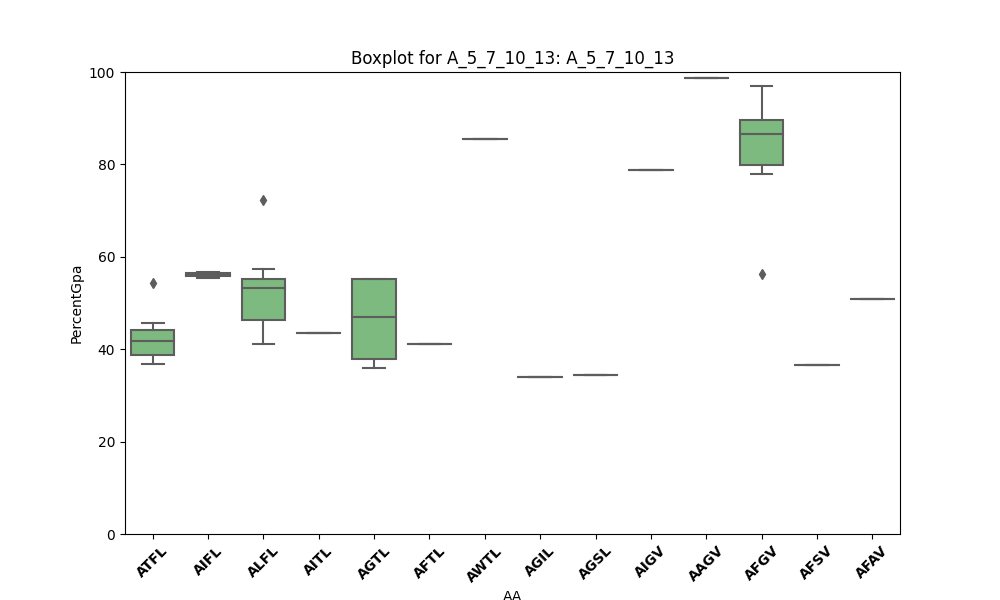 Boxplot for A_5_7_10_13: A_5_7_10_13
100
80
60
40
20
0
PercentGpa
ATFL AIFL ALFL AITL AGTL AFTL AWTL AGIL AGSL AIGV AAGV AFGV AFSV AFAV
AA